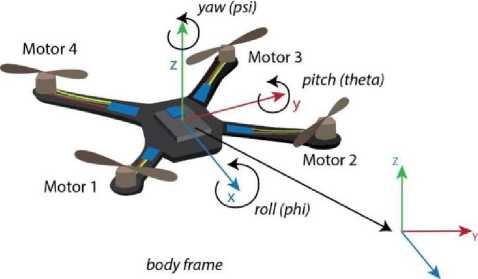 yaw (psi)
Motor 4
Motor 3
z
pitch (theta)
y
Motor 2
Motor 1
x
roll (phi)
z
Y
body frame